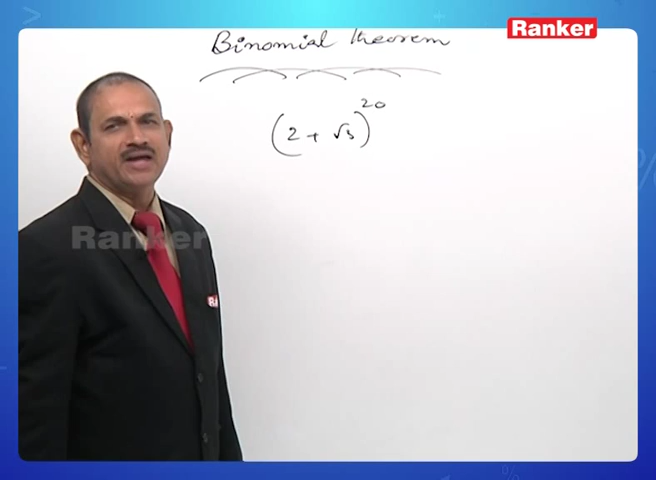 Ranker
Binomial Theorem
(2 + √3)^20
Ranker